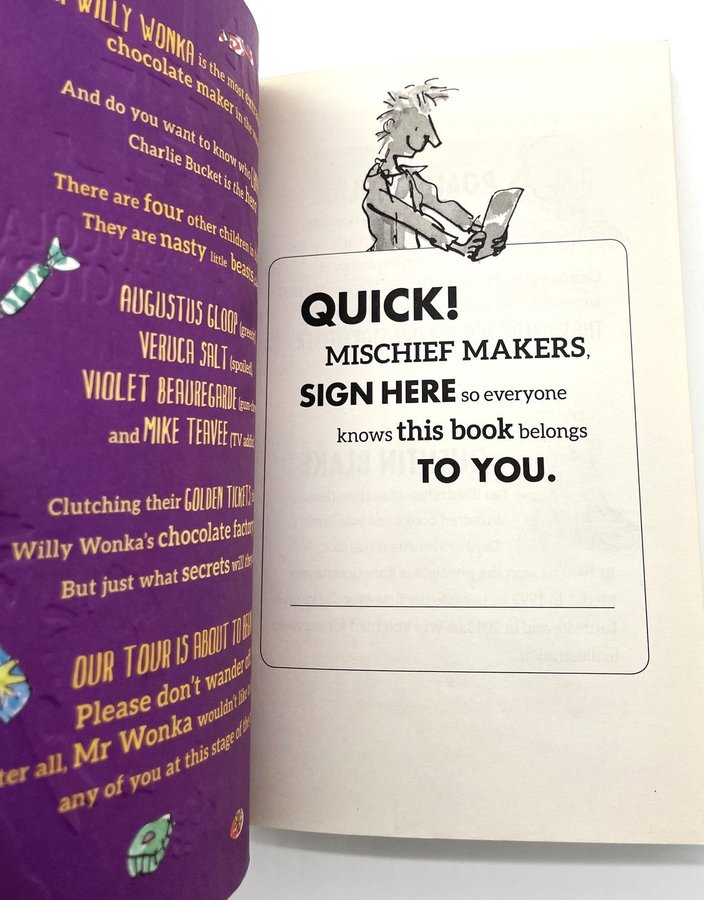 WILLY WONKA is the most
chocolate maker in the
And do you want to know who
Charlie Bucket is the
There are four other children
They are nasty little beasts
AUGUSTUS GLOOP
VERUCA SALT (spoiled)
VIOLET BEAUREGARDE
and MIKE TEAVEE (TV
Clutching their GOLDEN TICKETS
Willy Wonka's chocolate factory
But just what secrets will
OUR TOUR IS ABOUT TO
Please don't wander
all, Mr Wonka wouldn't like
any of you at this stage of the
QUICK!
MISCHIEF MAKERS,
SIGN HERE so everyone
knows this book belongs
TO YOU.